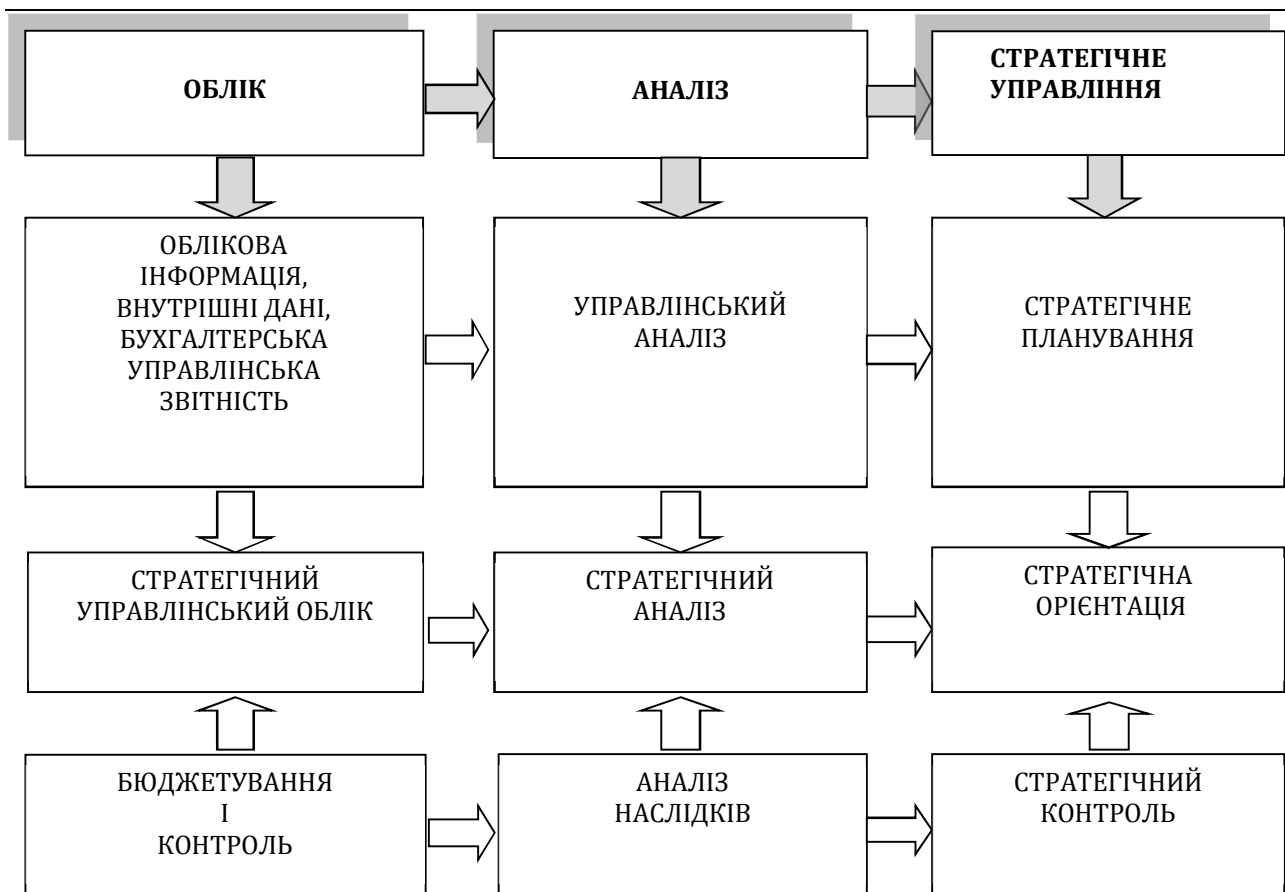 ОБЛІК
АНАЛІЗ
СТРАТЕГІЧНЕ
УПРАВЛІННЯ
ОБЛІКОВА
ІНФОРМАЦІЯ,
ВНУТРІШНІ ДАНІ,
БУХГАЛТЕРСЬКА
УПРАВЛІНСЬКА
ЗВІТНІСТЬ
УПРАВЛІНСЬКИЙ
АНАЛІЗ
СТРАТЕГІЧНЕ
ПЛАНУВАННЯ
СТРАТЕГІЧНИЙ
УПРАВЛІНСЬКИЙ ОБЛІК
СТРАТЕГІЧНИЙ
АНАЛІЗ
СТРАТЕГІЧНА
ОРІЄНТАЦІЯ
БЮДЖЕТУВАННЯ
І
КОНТРОЛЬ
АНАЛІЗ
НАСЛІДКІВ
СТРАТЕГІЧНИЙ
КОНТРОЛЬ